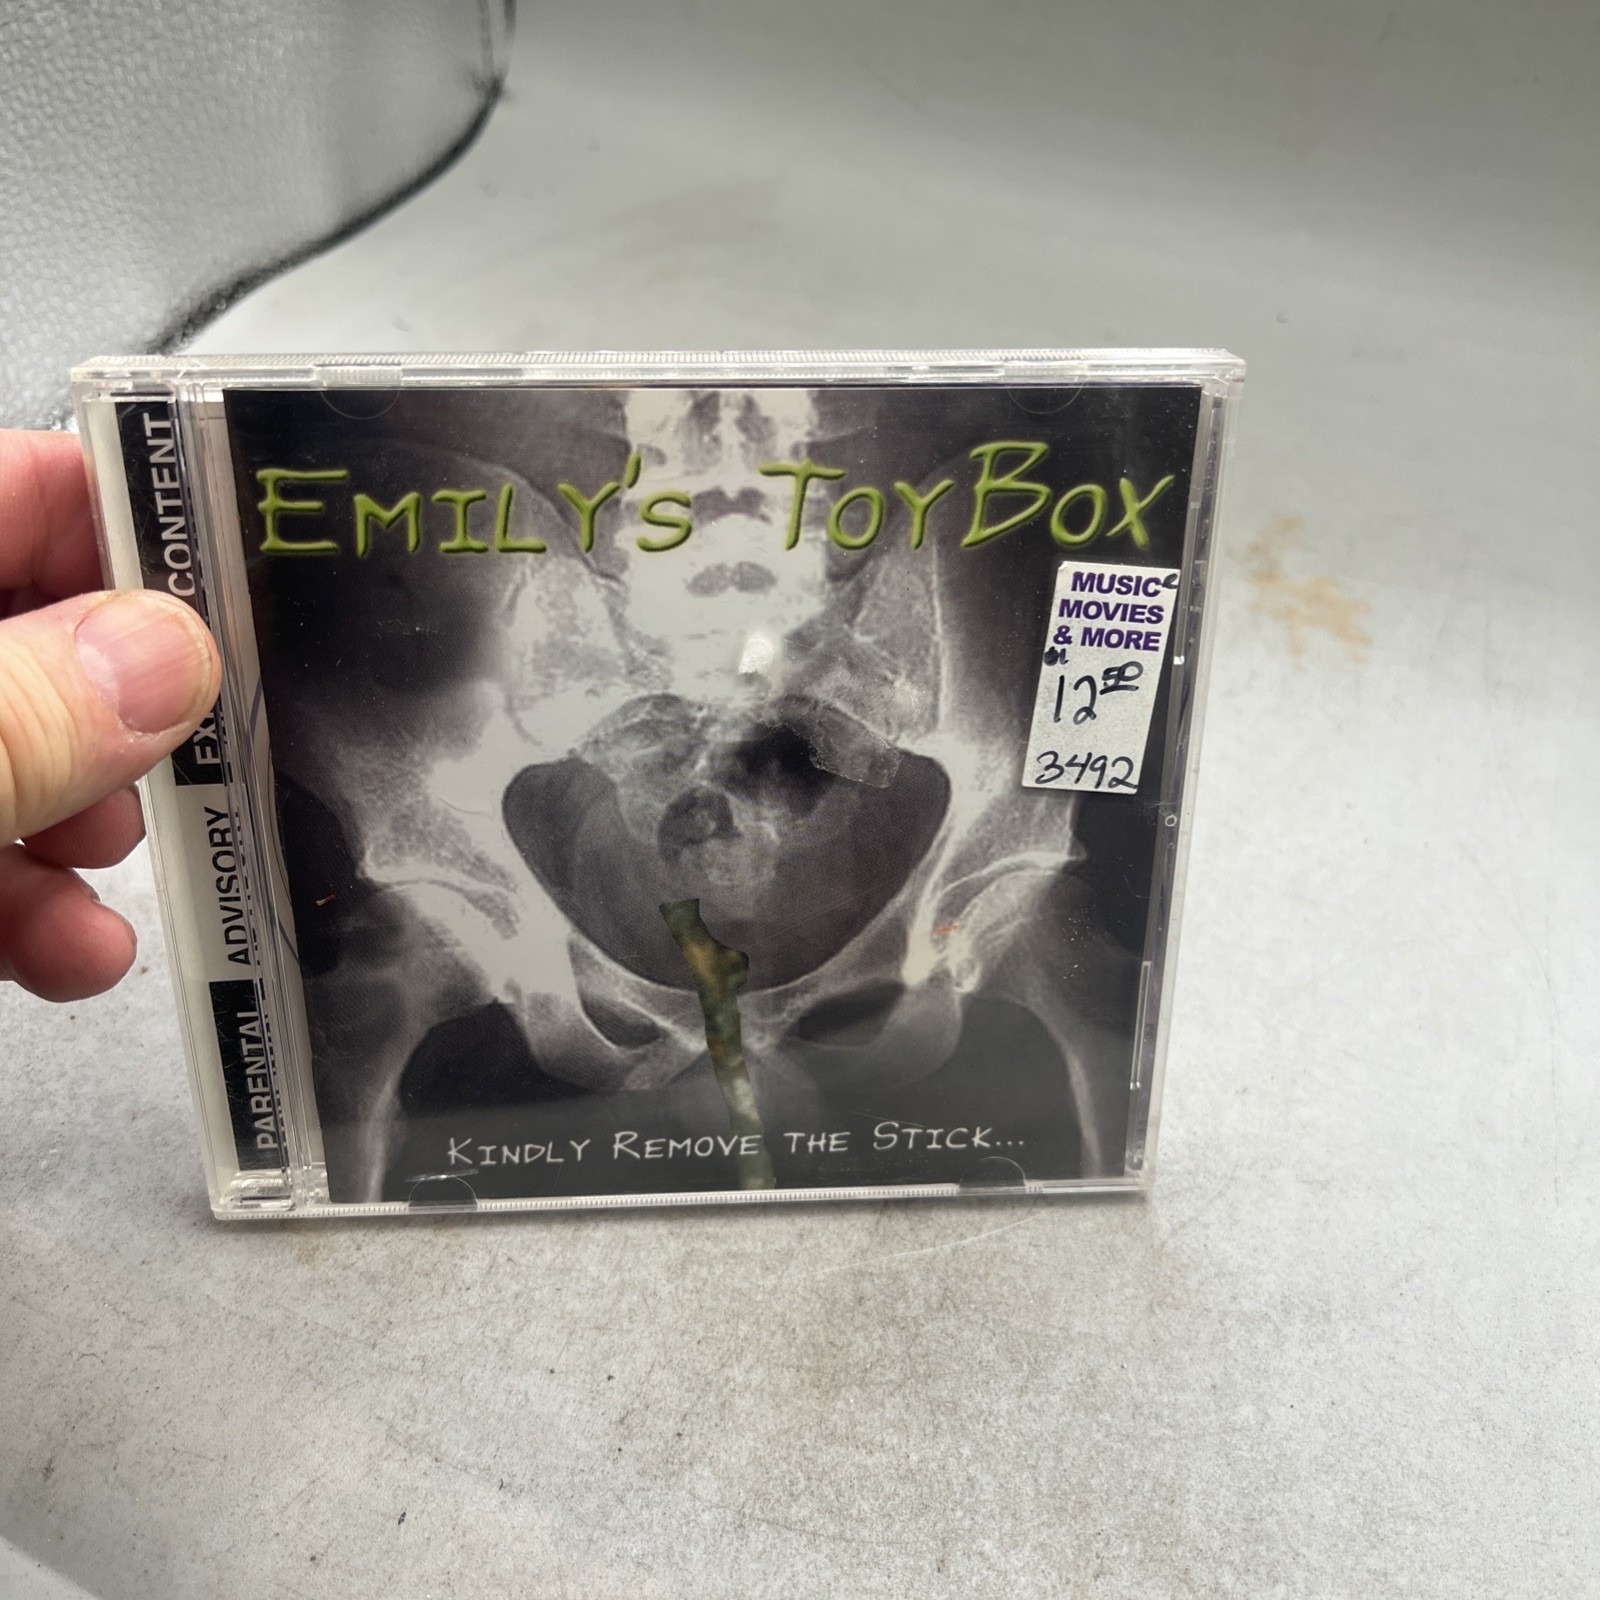 EMILY'S TOYBOX
MUSIC
MOVIES
& MORE
12 50
3492
KINDLY REMOVE THE STICK...
PARENTAL
ADVISORY
CONTENT